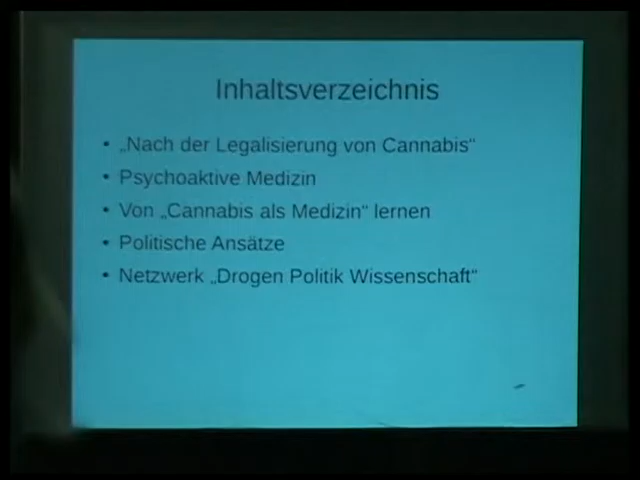 Inhaltsverzeichnis
• „Nach der Legalisierung von Cannabis“
• Psychoaktive Medizin
• Von „Cannabis als Medizin“ lernen
• Politische Ansätze
• Netzwerk „Drogen Politik Wissenschaft“